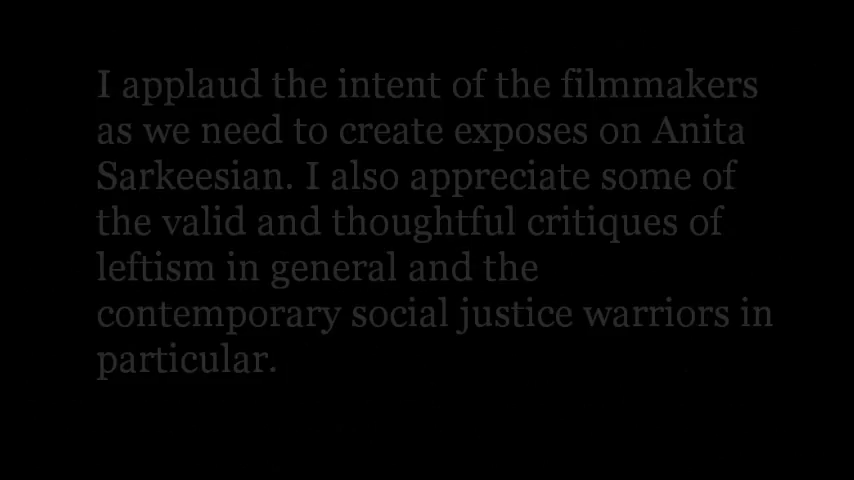 I applaud the intent of the filmmakers
as we need to create exposes on Anita
Sarkeesian. I also appreciate some of
the valid and thoughtful critiques of
leftism in general and the
contemporary social justice warriors in
particular.